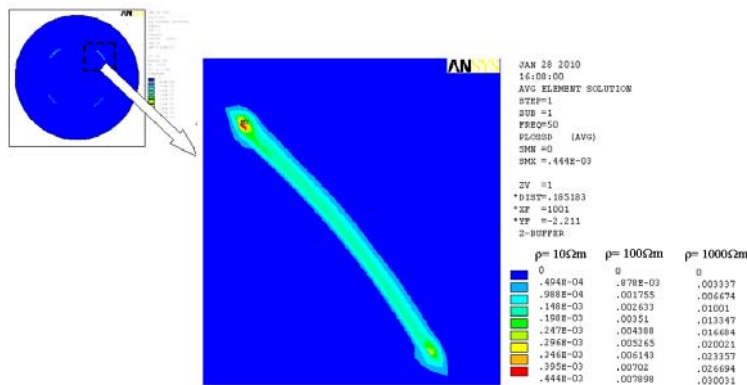 ANSYS
JAN 28 2010
16:08:00
AVG ELEMENT SOLUTION
STEP=1
SUB =1
FREQ=50
PLOSSD (AVG)
SMN =0
SMX =.444E-03
ZV =1
*DIST=.185183
*XF =1001
*YF =-2.211
Z-BUFFER
ρ= 10Ωm ρ= 100Ωm ρ= 1000Ωm
0 0 0
.494E-04 .878E-03 .003337
.988E-04 .001755 .006674
.148E-03 .002633 .01001
.198E-03 .00351 .013347
.247E-03 .004388 .016684
.296E-03 .005265 .020021
.346E-03 .006143 .023357
.395E-03 .00702 .026694
.444E-03 .007898 .030031